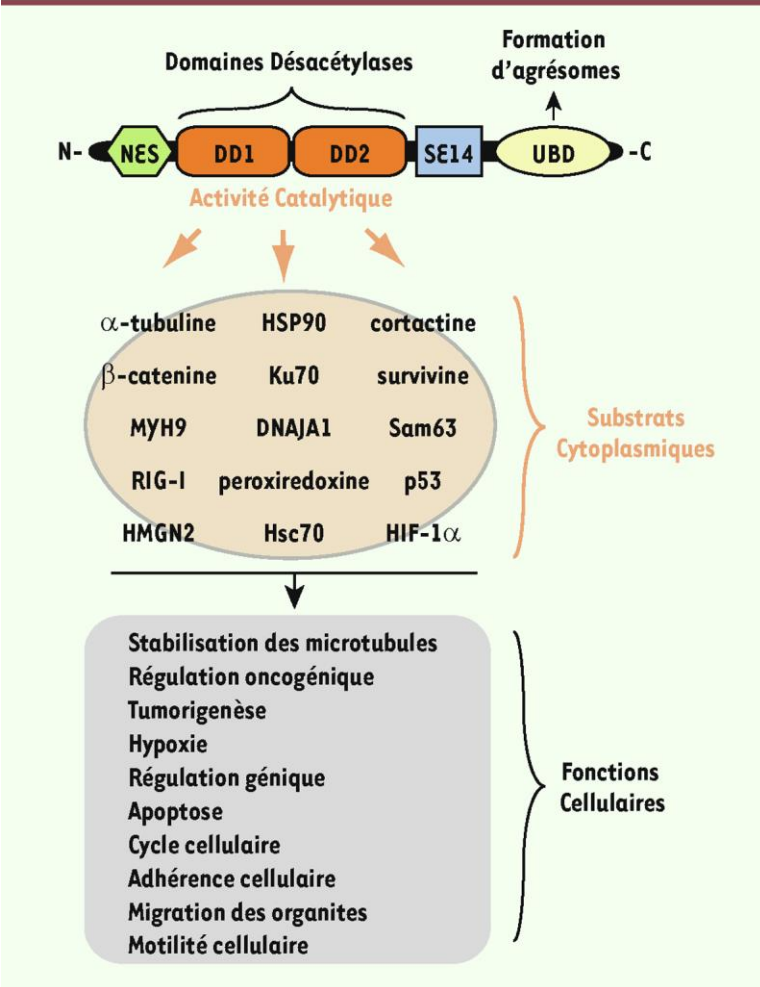 Formation
d'agrésomes
Domaines Désacétylases
N- NES DD1 DD2 SE14 UBD -C
Activité Catalytique
α-tubuline HSP90 cortactine
β-catenine Ku70 survivine
MYH9 DNAJA1 Sam63
RIG-I peroxiredoxine p53
HMGN2 Hsc70 HIF-1α
Substrats
Cytoplasmiques
Stabilisation des microtubules
Régulation oncogénique
Tumorigenèse
Hypoxie
Régulation génique
Apoptose
Cycle cellulaire
Adhérence cellulaire
Migration des organites
Motilité cellulaire
Fonctions
Cellulaires